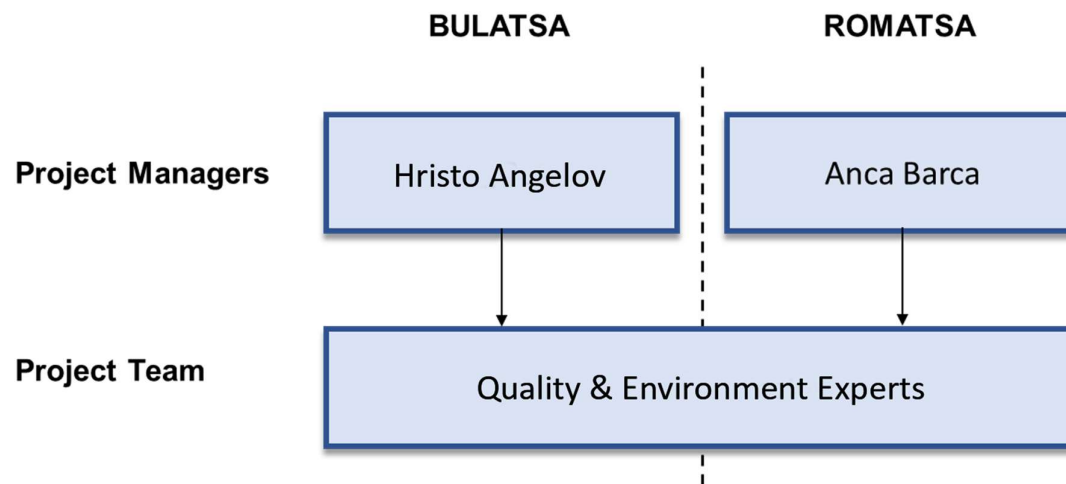 BULATSA
ROMATSA
Project Managers
Hristo Angelov
Anca Barca
Project Team
Quality & Environment Experts